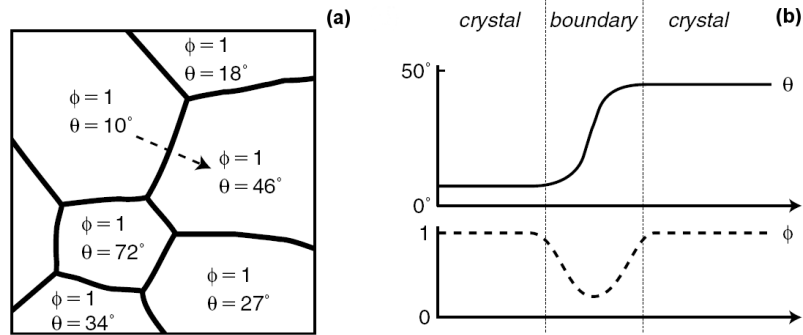 (a)
ϕ = 1
θ = 18°
ϕ = 1
θ = 10°
ϕ = 1
θ = 46°
ϕ = 1
θ = 72°
ϕ = 1
θ = 27°
ϕ = 1
θ = 34°
crystal boundary crystal (b)
50°
θ
0°
1
ϕ
0